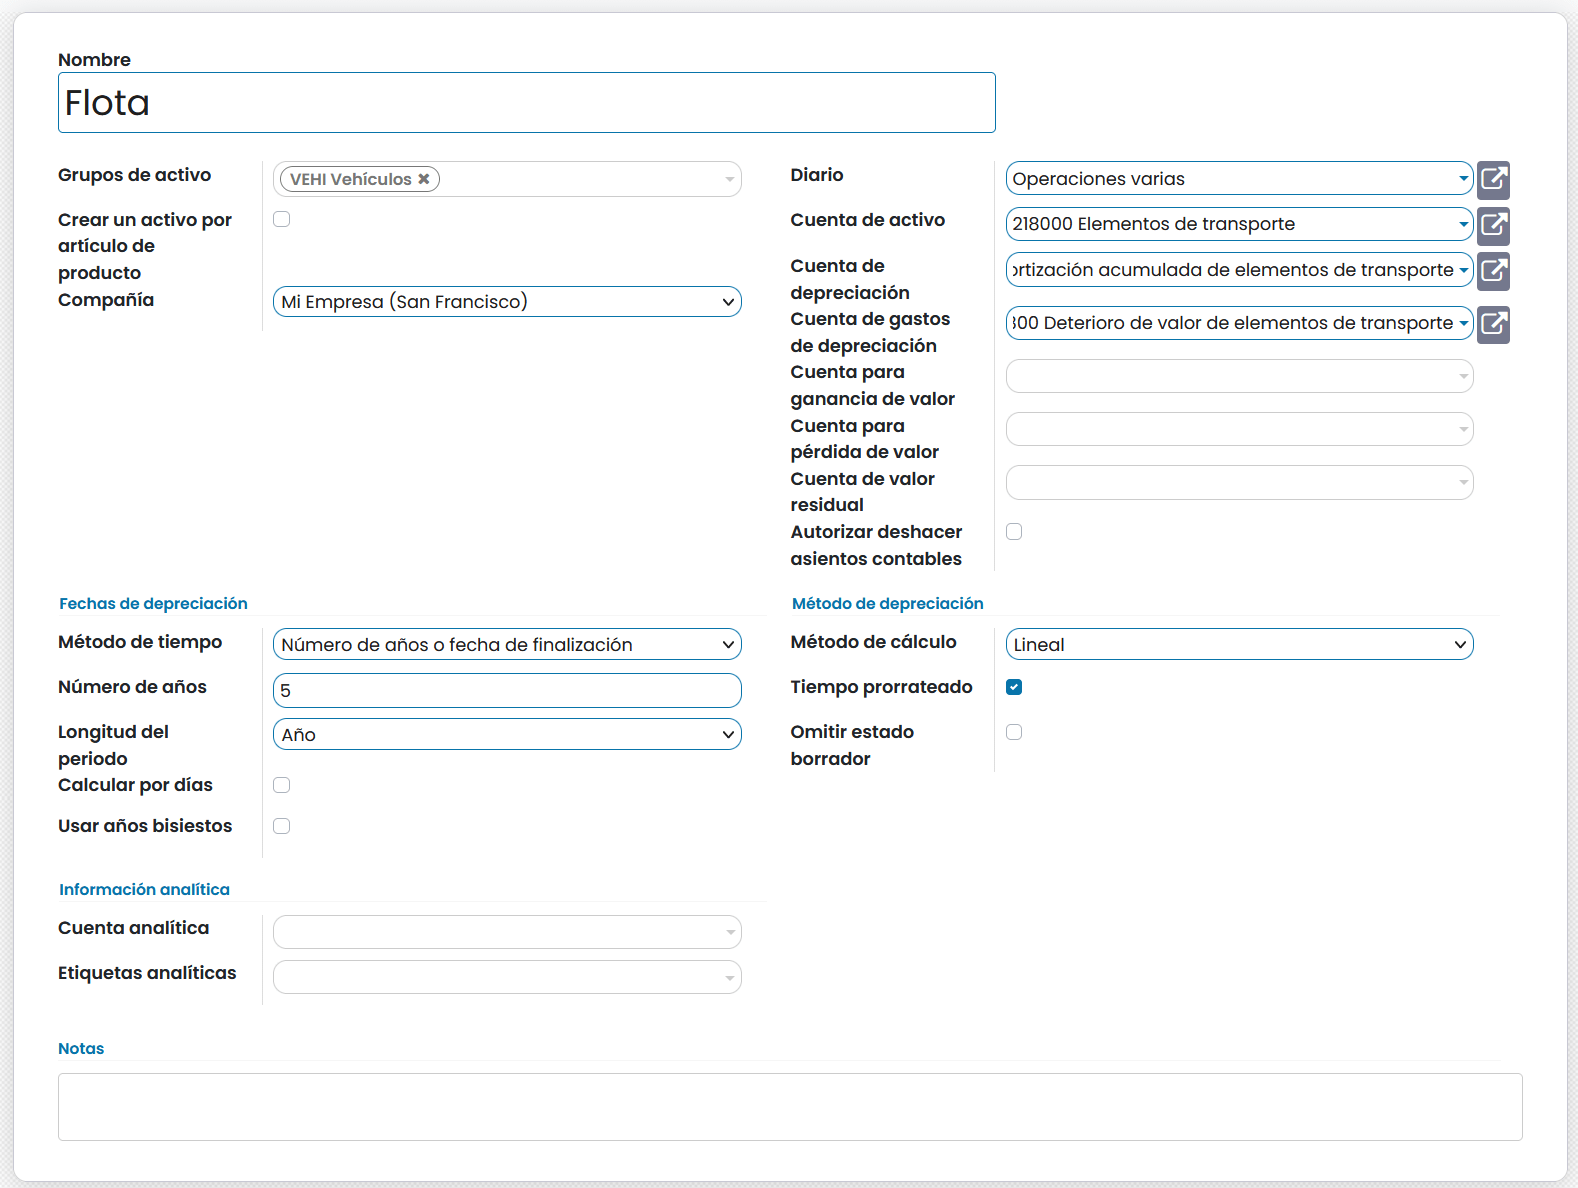 Nombre
Flota
Grupos de activo
VEHI Vehículos
Crear un activo por
artículo de
producto
Compañía
Mi Empresa (San Francisco)
Diario
Operaciones varias
Cuenta de activo
218000 Elementos de transporte
Cuenta de
depreciación
ortización acumulada de elementos de transporte
Cuenta de gastos
de depreciación
300 Deterioro de valor de elementos de transporte
Cuenta para
ganancia de valor
Cuenta para
pérdida de valor
Cuenta de valor
residual
Autorizar deshacer
asientos contables
Fechas de depreciación
Método de tiempo
Número de años o fecha de finalización
Número de años
5
Longitud del
periodo
Año
Calcular por días
Usar años bisiestos
Método de depreciación
Método de cálculo
Lineal
Tiempo prorrateado
Omitir estado
borrador
Información analítica
Cuenta analítica
Etiquetas analíticas
Notas